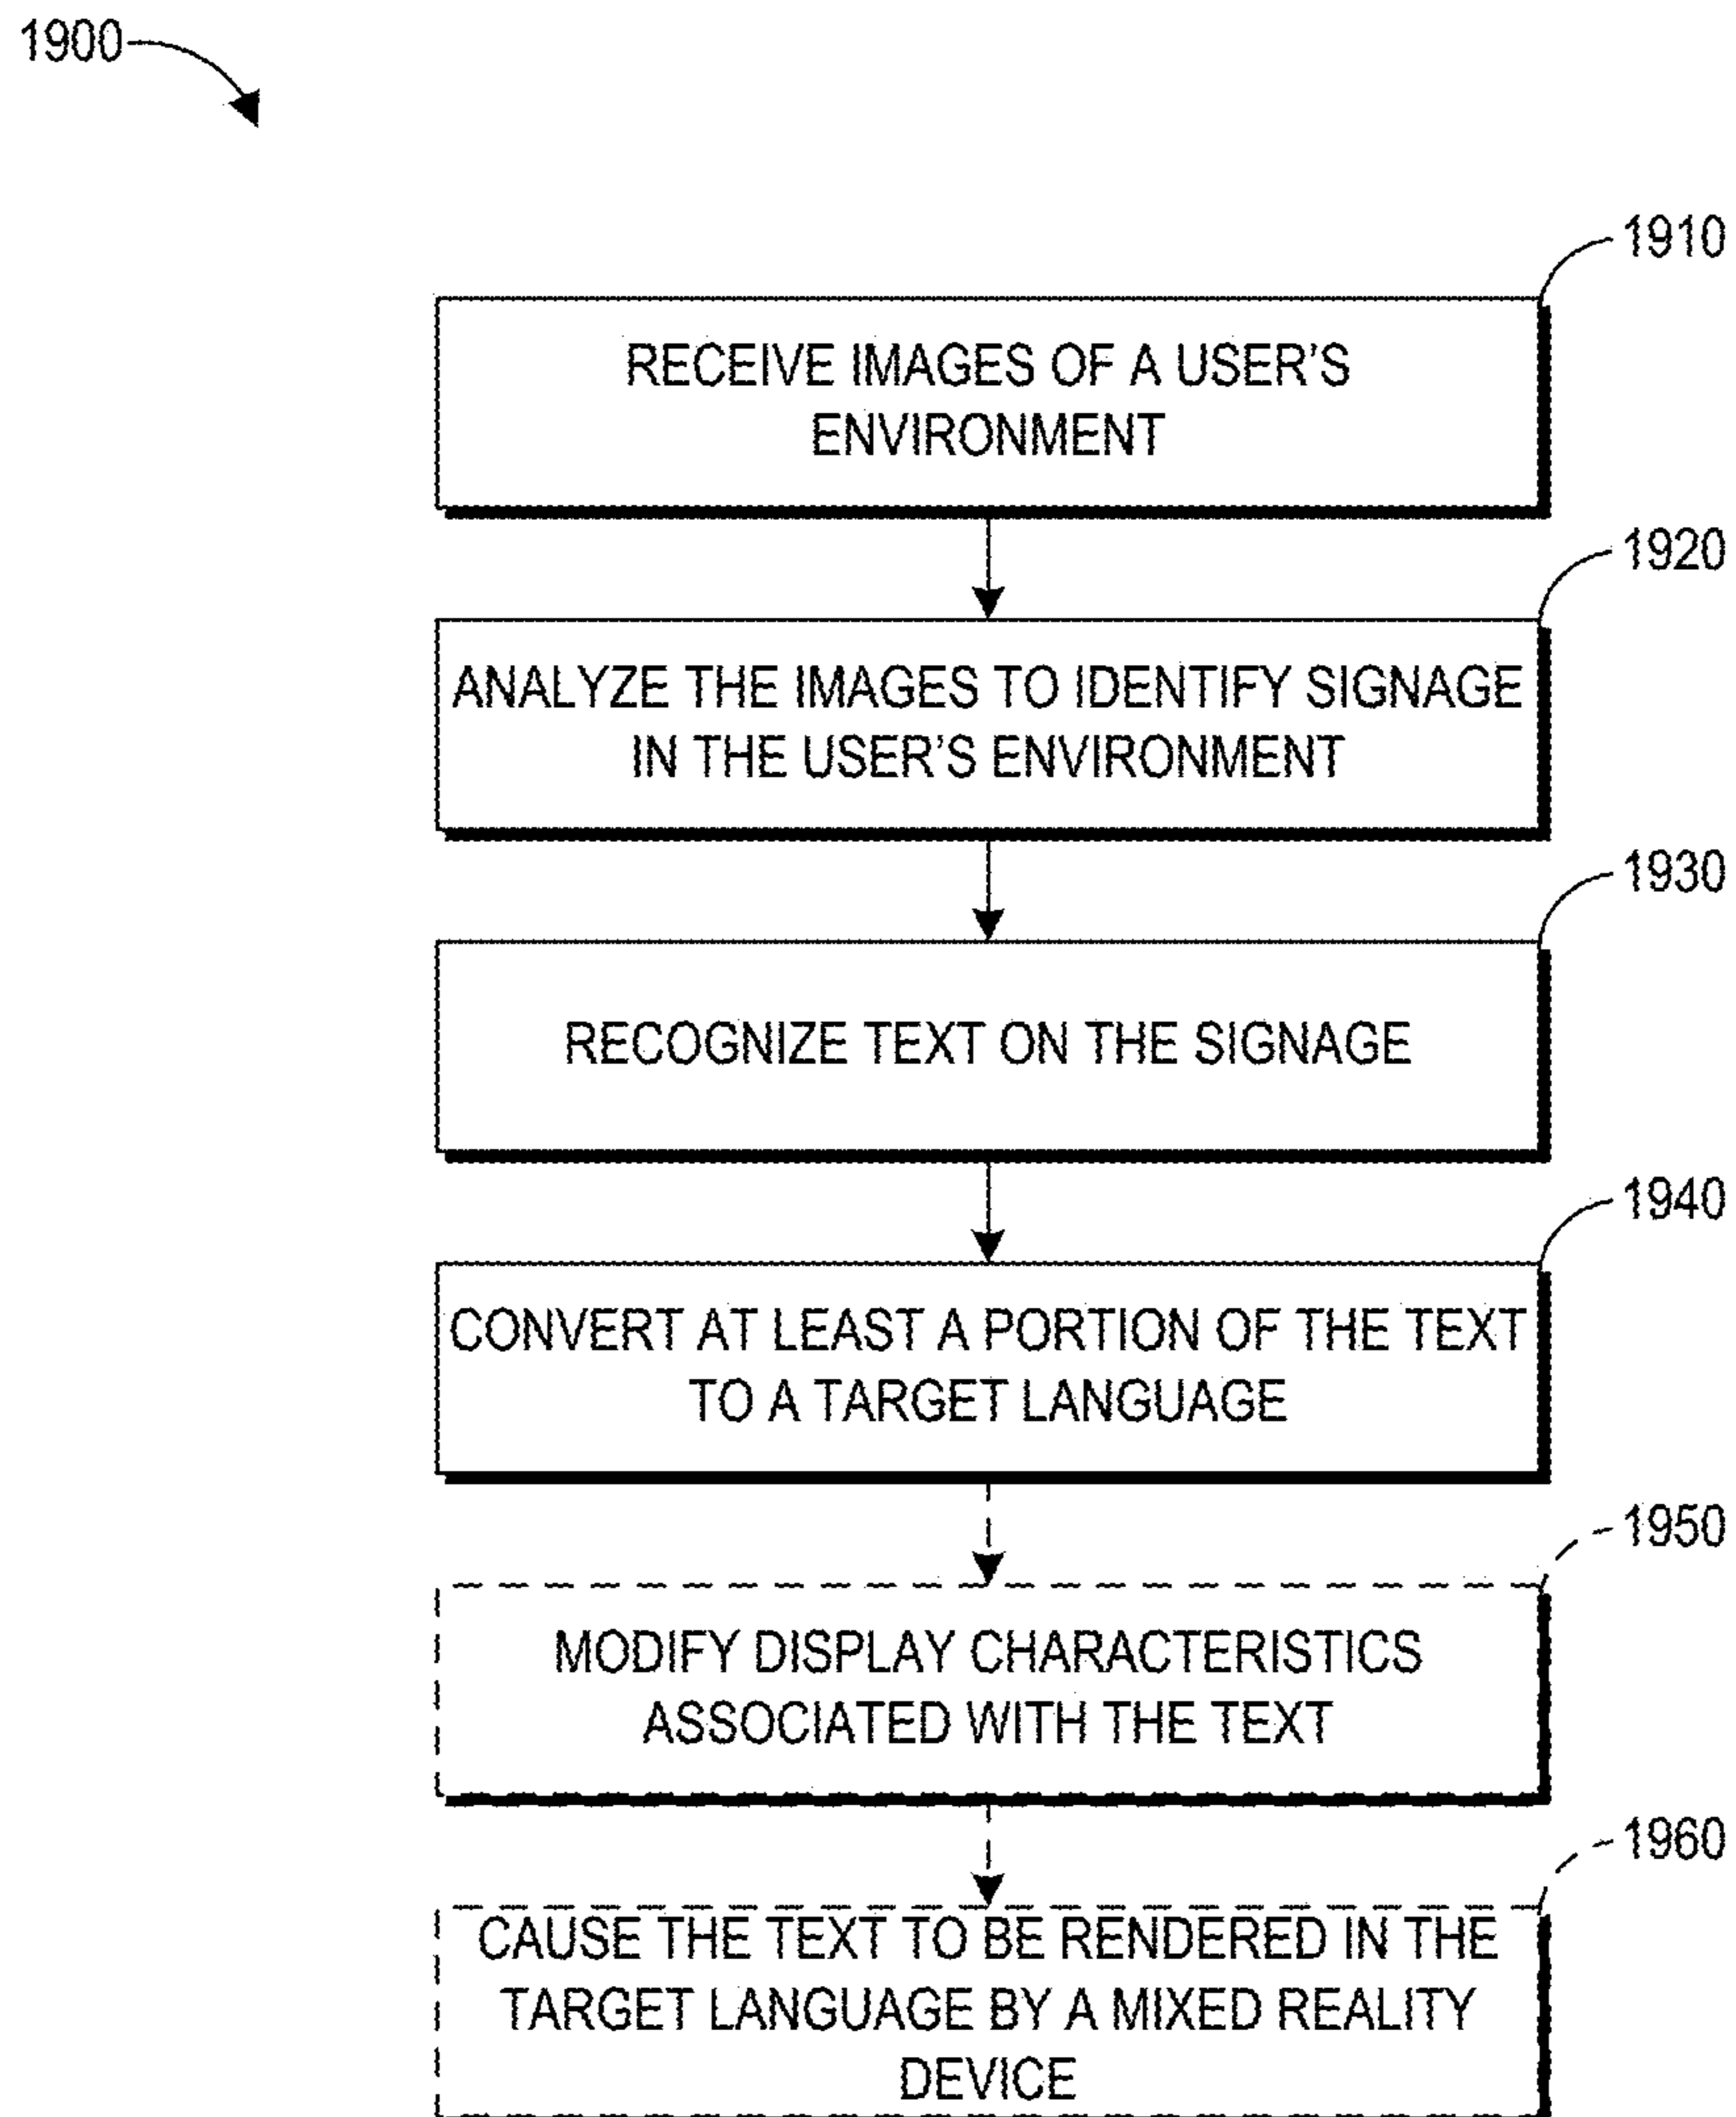 1900
1910
RECEIVE IMAGES OF A USER'S
ENVIRONMENT
1920
ANALYZE THE IMAGES TO IDENTIFY SIGNAGE
IN THE USER'S ENVIRONMENT
1930
RECOGNIZE TEXT ON THE SIGNAGE
1940
CONVERT AT LEAST A PORTION OF THE TEXT
TO A TARGET LANGUAGE
1950
MODIFY DISPLAY CHARACTERISTICS
ASSOCIATED WITH THE TEXT
1960
CAUSE THE TEXT TO BE RENDERED IN THE
TARGET LANGUAGE BY A MIXED REALITY
DEVICE